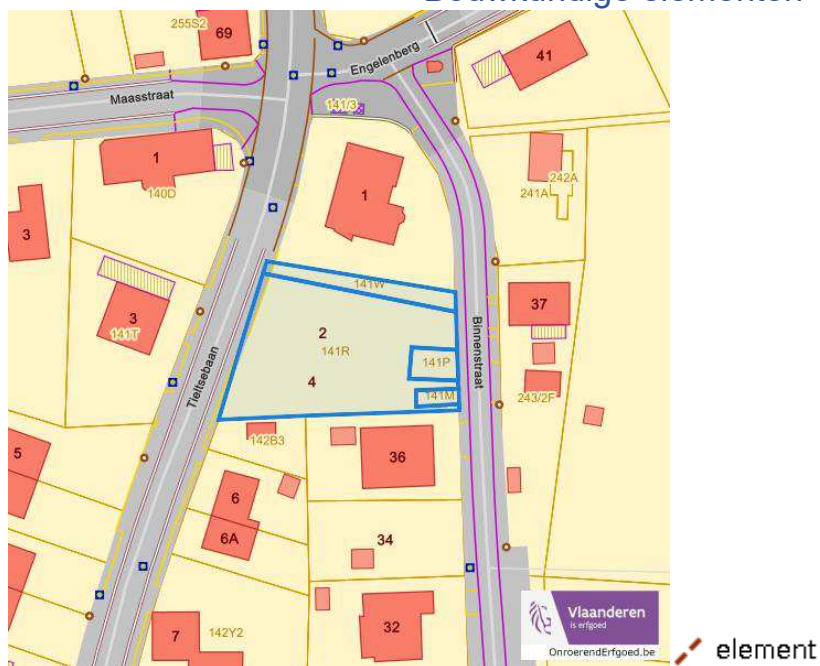 Bouwkundige elementen
255S2
69
Engelenberg
41
Maasstraat
141/3
1
1
140D
242A
241A
3
3
141T
141W
2
141R
4
141P
141M
37
Binnenstraat
243/2F
Tieltsebaan
142B3
5
36
6
6A
34
7
142Y2
32
Vlaanderen
is erfgoed
OnroerendErfgoed.be
element